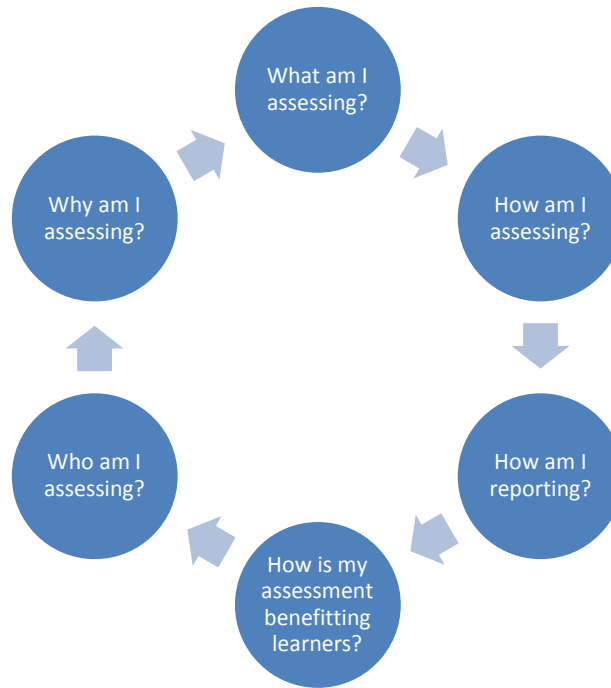 What am I
assessing?
How am I
assessing?
How am I
reporting?
How is my
assessment
benefitting
learners?
Who am I
assessing?
Why am I
assessing?